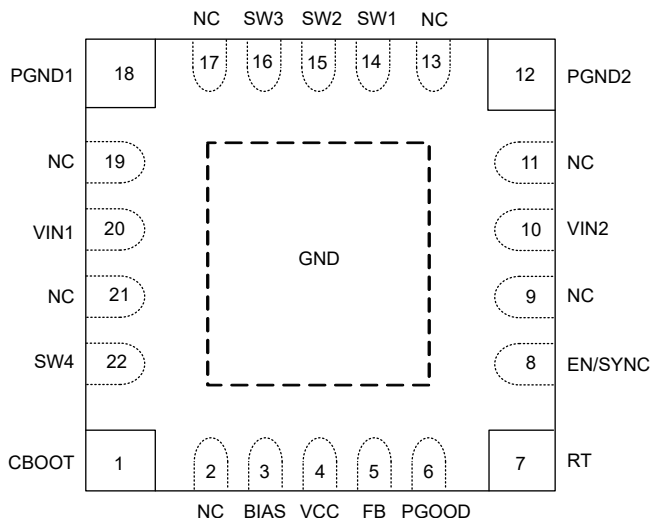 NC SW3 SW2 SW1 NC
17 16 15 14 13
PGND1 18 12 PGND2
NC 19 11 NC
VIN1 20 10 VIN2
GND
NC 21 9 NC
SW4 22 8 EN/SYNC
CBOOT 1 7 RT
2 3 4 5 6
NC BIAS VCC FB PGOOD